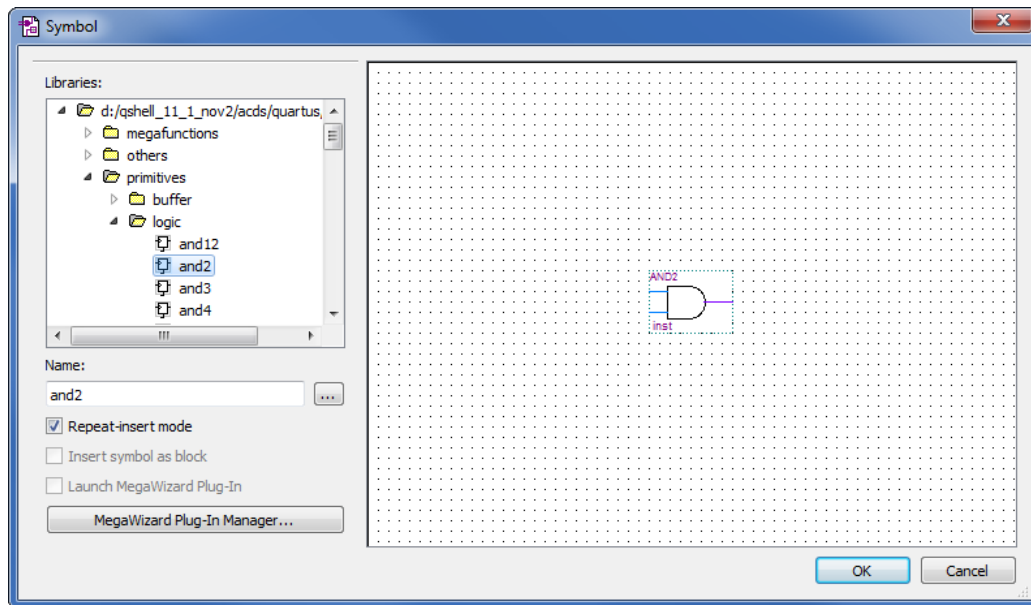 Symbol
Libraries:
d:/qshell_11_1_nov2/acds/quartus,
megafunctions
others
primitives
buffer
logic
and12
and2
and3
and4
Name:
and2
...
Repeat-insert mode
Insert symbol as block
Launch MegaWizard Plug-In
MegaWizard Plug-In Manager...
AND2
inst
OK
Cancel